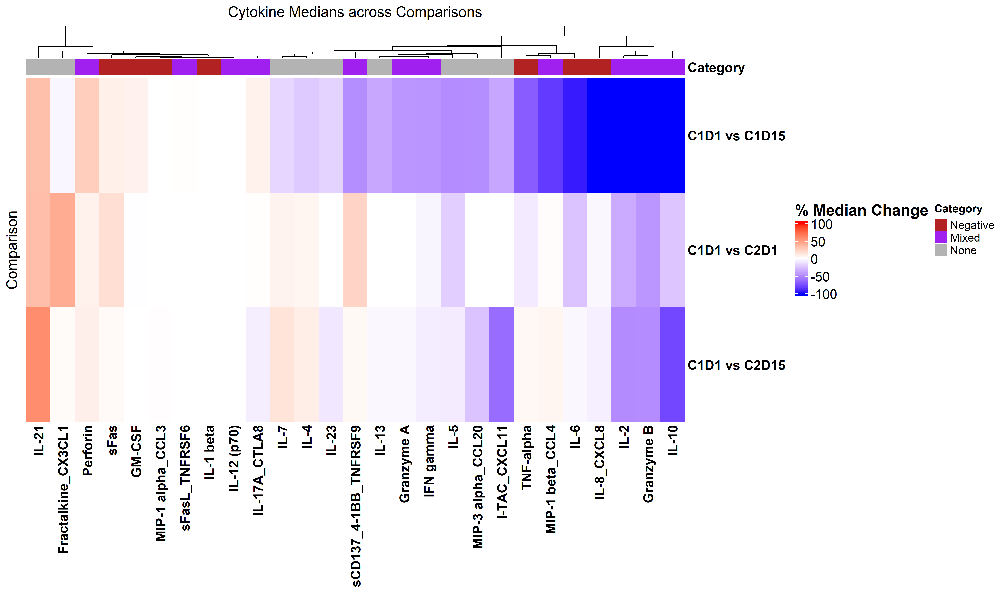 Cytokine Medians across Comparisons
Category
C1D1 vs C1D15
C1D1 vs C2D1
C1D1 vs C2D15
Comparison
IL-21
Fractalkine_CX3CL1
Perforin
sFas
GM-CSF
MIP-1 alpha_CCL3
sFasL_TNFRSF6
IL-1 beta
IL-12 (p70)
IL-17A_CTLA8
IL-7
IL-4
IL-23
sCD137_4-1BB_TNFRSF9
IL-13
Granzyme A
IFN gamma
IL-5
MIP-3 alpha_CCL20
I-TAC_CXCL11
TNF-alpha
MIP-1 beta_CCL4
IL-6
IL-8_CXCL8
IL-2
Granzyme B
IL-10
% Median Change
100
50
0
-50
-100
Category
Negative
Mixed
None